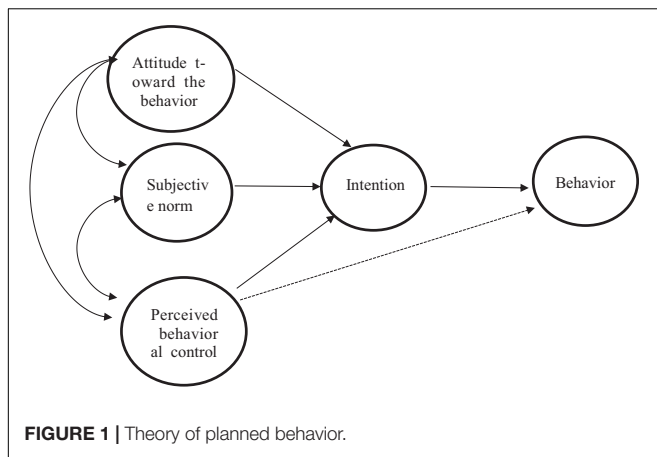 Attitude t-
oward the
behavior
Subjectiv
e norm
Intention
Behavior
Perceived
behavior
al control
FIGURE 1 | Theory of planned behavior.